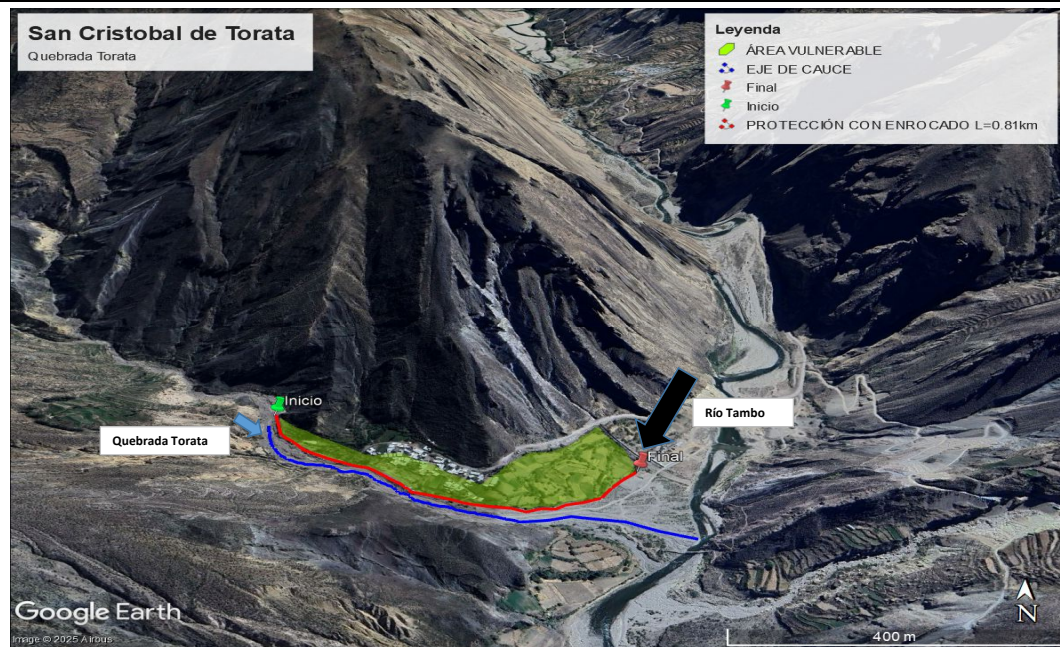 San Cristobal de Torata
Quebrada Torata
Leyenda
ÁREA VULNERABLE
EJE DE CAUCE
Final
Inicio
PROTECCIÓN CON ENROCADO L=0.81km
Inicio
Quebrada Torata
Río Tambo
Final
Google Earth
Image © 2025 Airbus
N
400 m